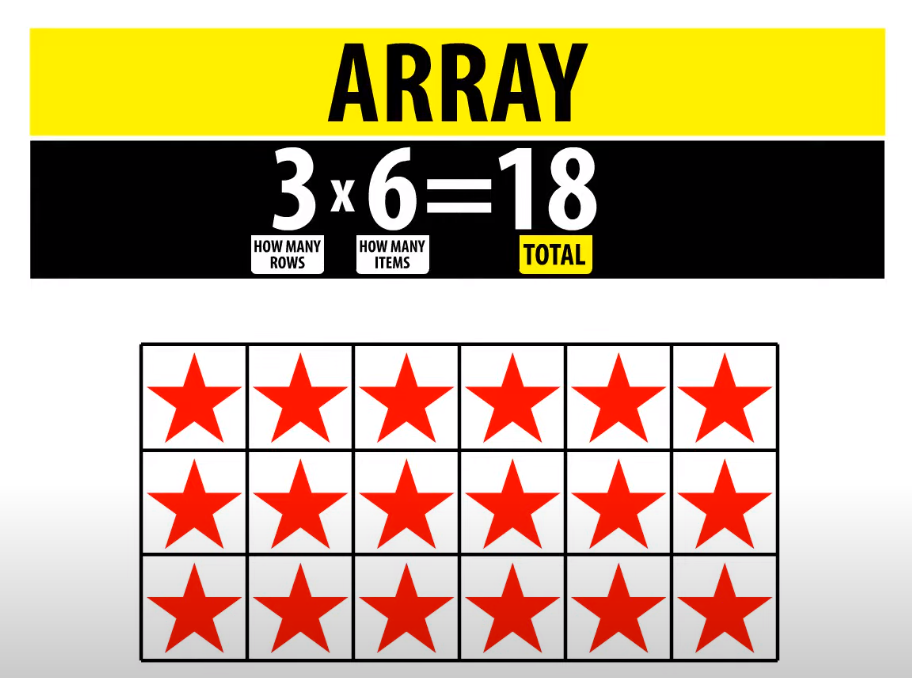 ARRAY
3 x 6=18
HOW MANY ROWS
HOW MANY ITEMS
TOTAL